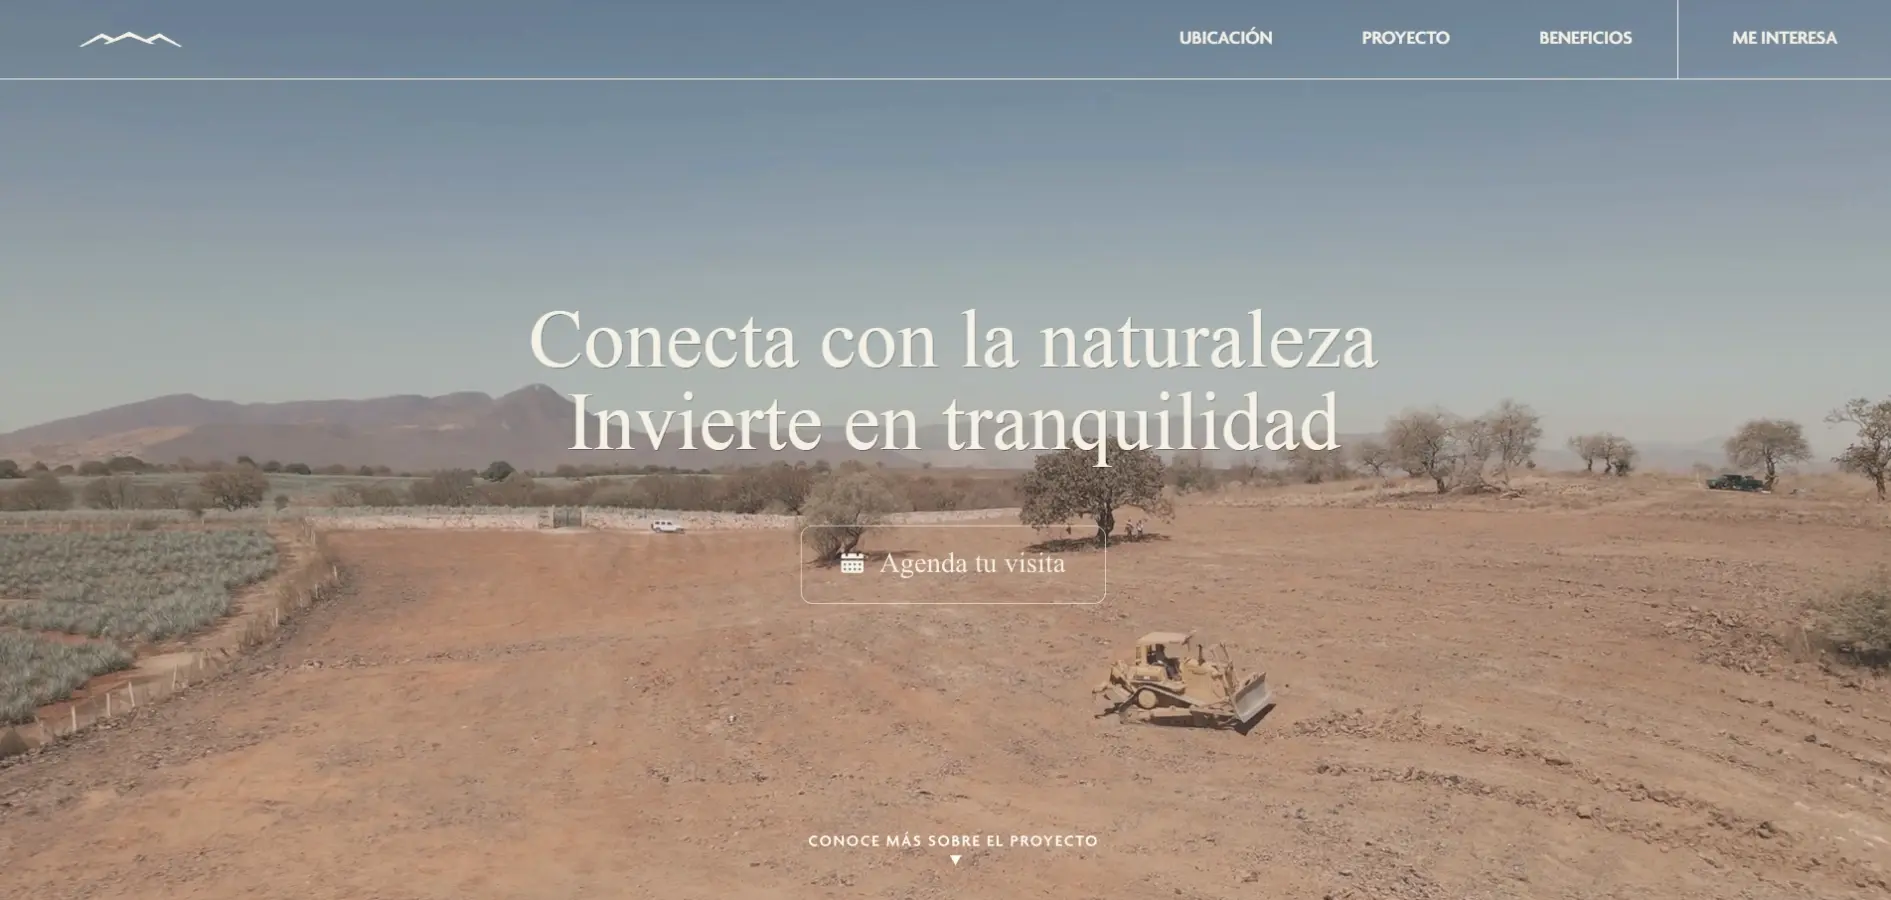 UBICACIÓN
PROYECTO
BENEFICIOS
ME INTERESA
Conecta con la naturaleza
Invierte en tranquilidad
Agenda tu visita
CONOCE MÁS SOBRE EL PROYECTO